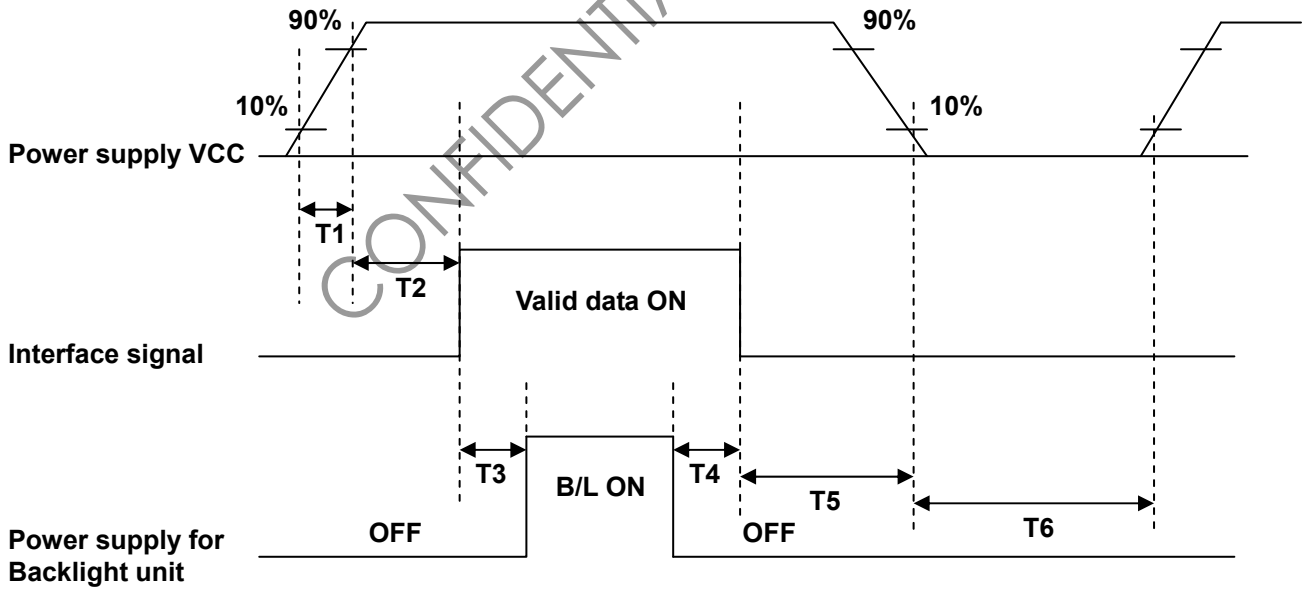 90%
90%
10%
10%
Power supply VCC
T1
T2
Valid data ON
Interface signal
T3
T4
B/L ON
T5
T6
OFF
OFF
Power supply for
Backlight unit